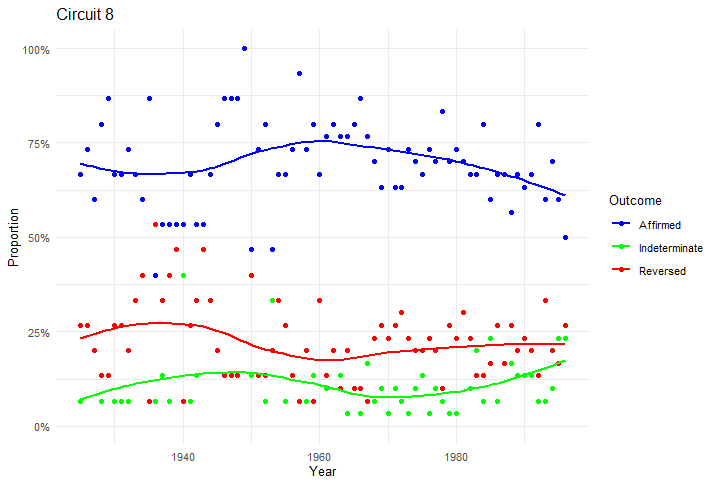 Circuit 8
100%
75%
50%
25%
0%
Proportion
1940
1960
1980
Year
Outcome
Affirmed
Indeterminate
Reversed